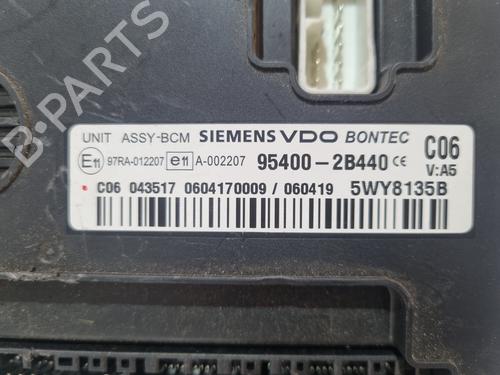 B-PARTS
UNIT ASSY-BCM SIEMENS VDO BONTEC
E11 97RA-012207 e11 A-002207 95400-2B440 CE C06
V:A5
C06 043517 0604170009 / 060419 5WY8135B